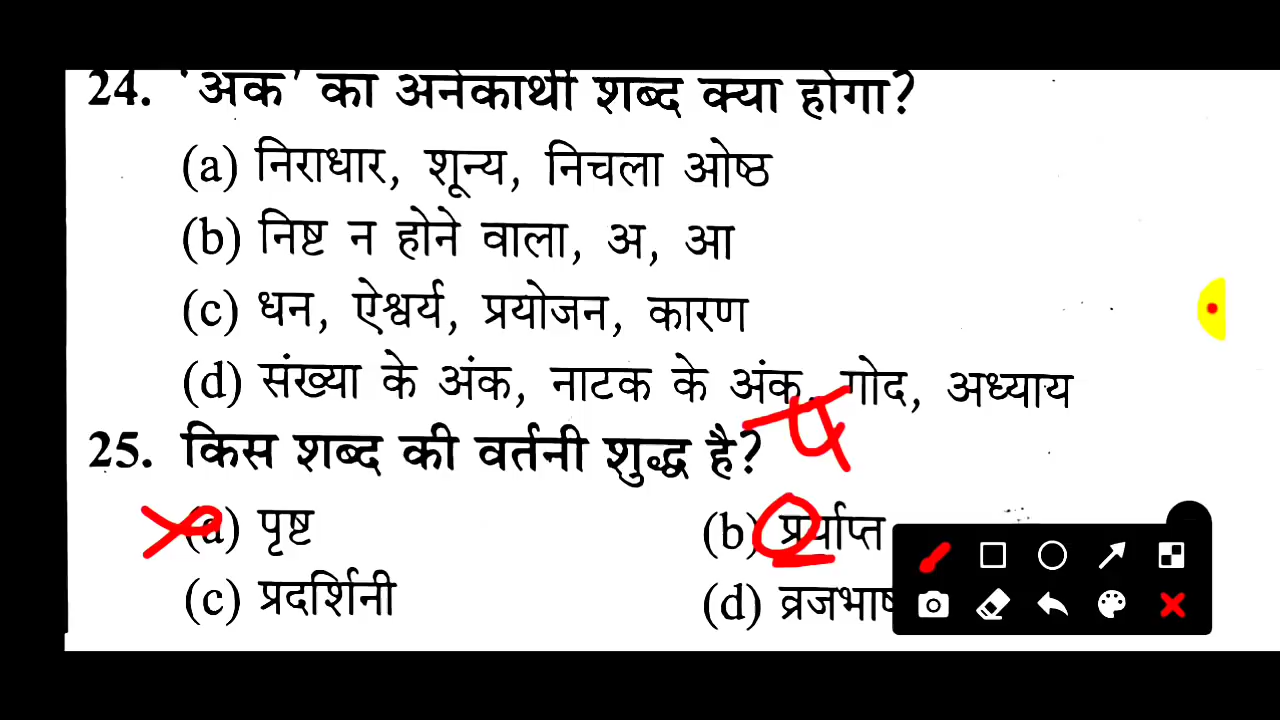 24. 'अंक' का अनेकार्थी शब्द क्या होगा?
(a) निराधार, शून्य, निचला ओष्ठ
(b) निष्ट न होने वाला, अ, आ
(c) धन, ऐश्वर्य, प्रयोजन, कारण
(d) संख्या के अंक, नाटक के अंक, गोद, अध्याय
प
25. किस शब्द की वर्तनी शुद्ध है?
(a) पृष्ट (b) प्रर्याप्त
(c) प्रदर्शिनी (d)